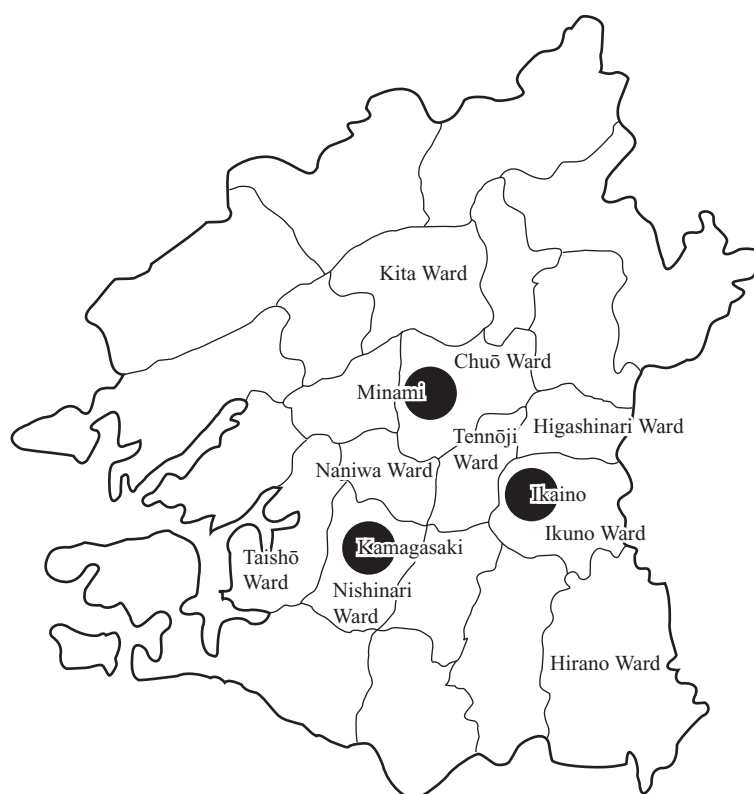 Kita Ward
Chuō Ward
Minami
Higashinari Ward
Tennōji
Ward
Naniwa Ward
Ikaino
Ikuno Ward
Kamagasaki
Taishō
Ward
Nishinari
Ward
Hirano Ward